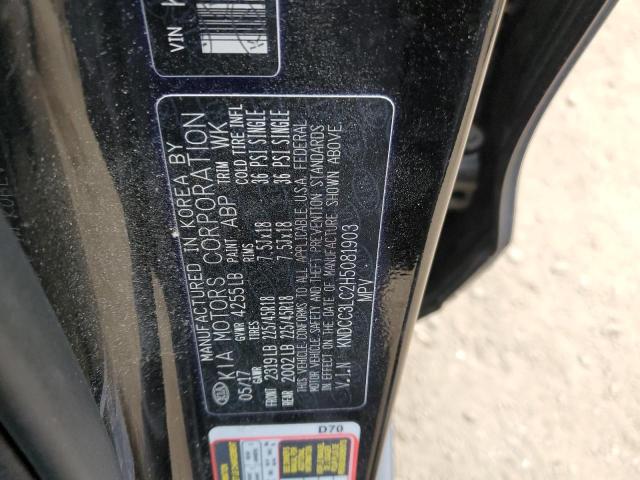 VIN
MANUFACTURED IN KOREA BY
KIA MOTORS CORPORATION
05/17 GVWR 4255LB PAINT ABP TRIM WK
GAWR TIRES RIMS COLD TIRE INFL
FRONT 2319LB 225/45R18 7.5Jx18 36 PSI SINGLE
REAR 2002LB 225/45R18 7.5Jx18 36 PSI SINGLE
THIS VEHICLE CONFORMS TO ALL APPLICABLE U.S.A. FEDERAL
MOTOR VEHICLE SAFETY AND THEFT PREVENTION STANDARDS
IN EFFECT ON THE DATE OF MANUFACTURE SHOWN ABOVE
V.I.N KNDCC3LC2H5081903
MPV
D70